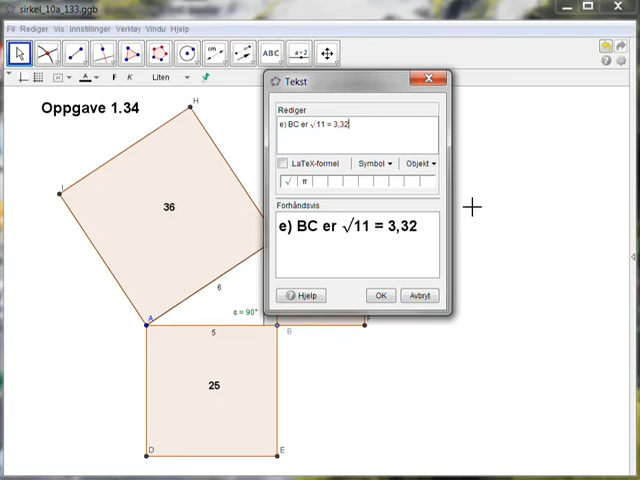 sirkel_10a_133.ggb
Fil Rediger Vis Innstillinger Verktøy Vindu Hjelp
ABC
a=2
A F K Liten
Oppgave 1.34
H
36
6
α = 90°
A
F
5
B
25
D
E
Tekst
Rediger
e) BC er √11 = 3,32
LaTeX-formel Symbol Objekt
√ π
Forhåndsvis
e) BC er √11 = 3,32
Hjelp OK Avbryt